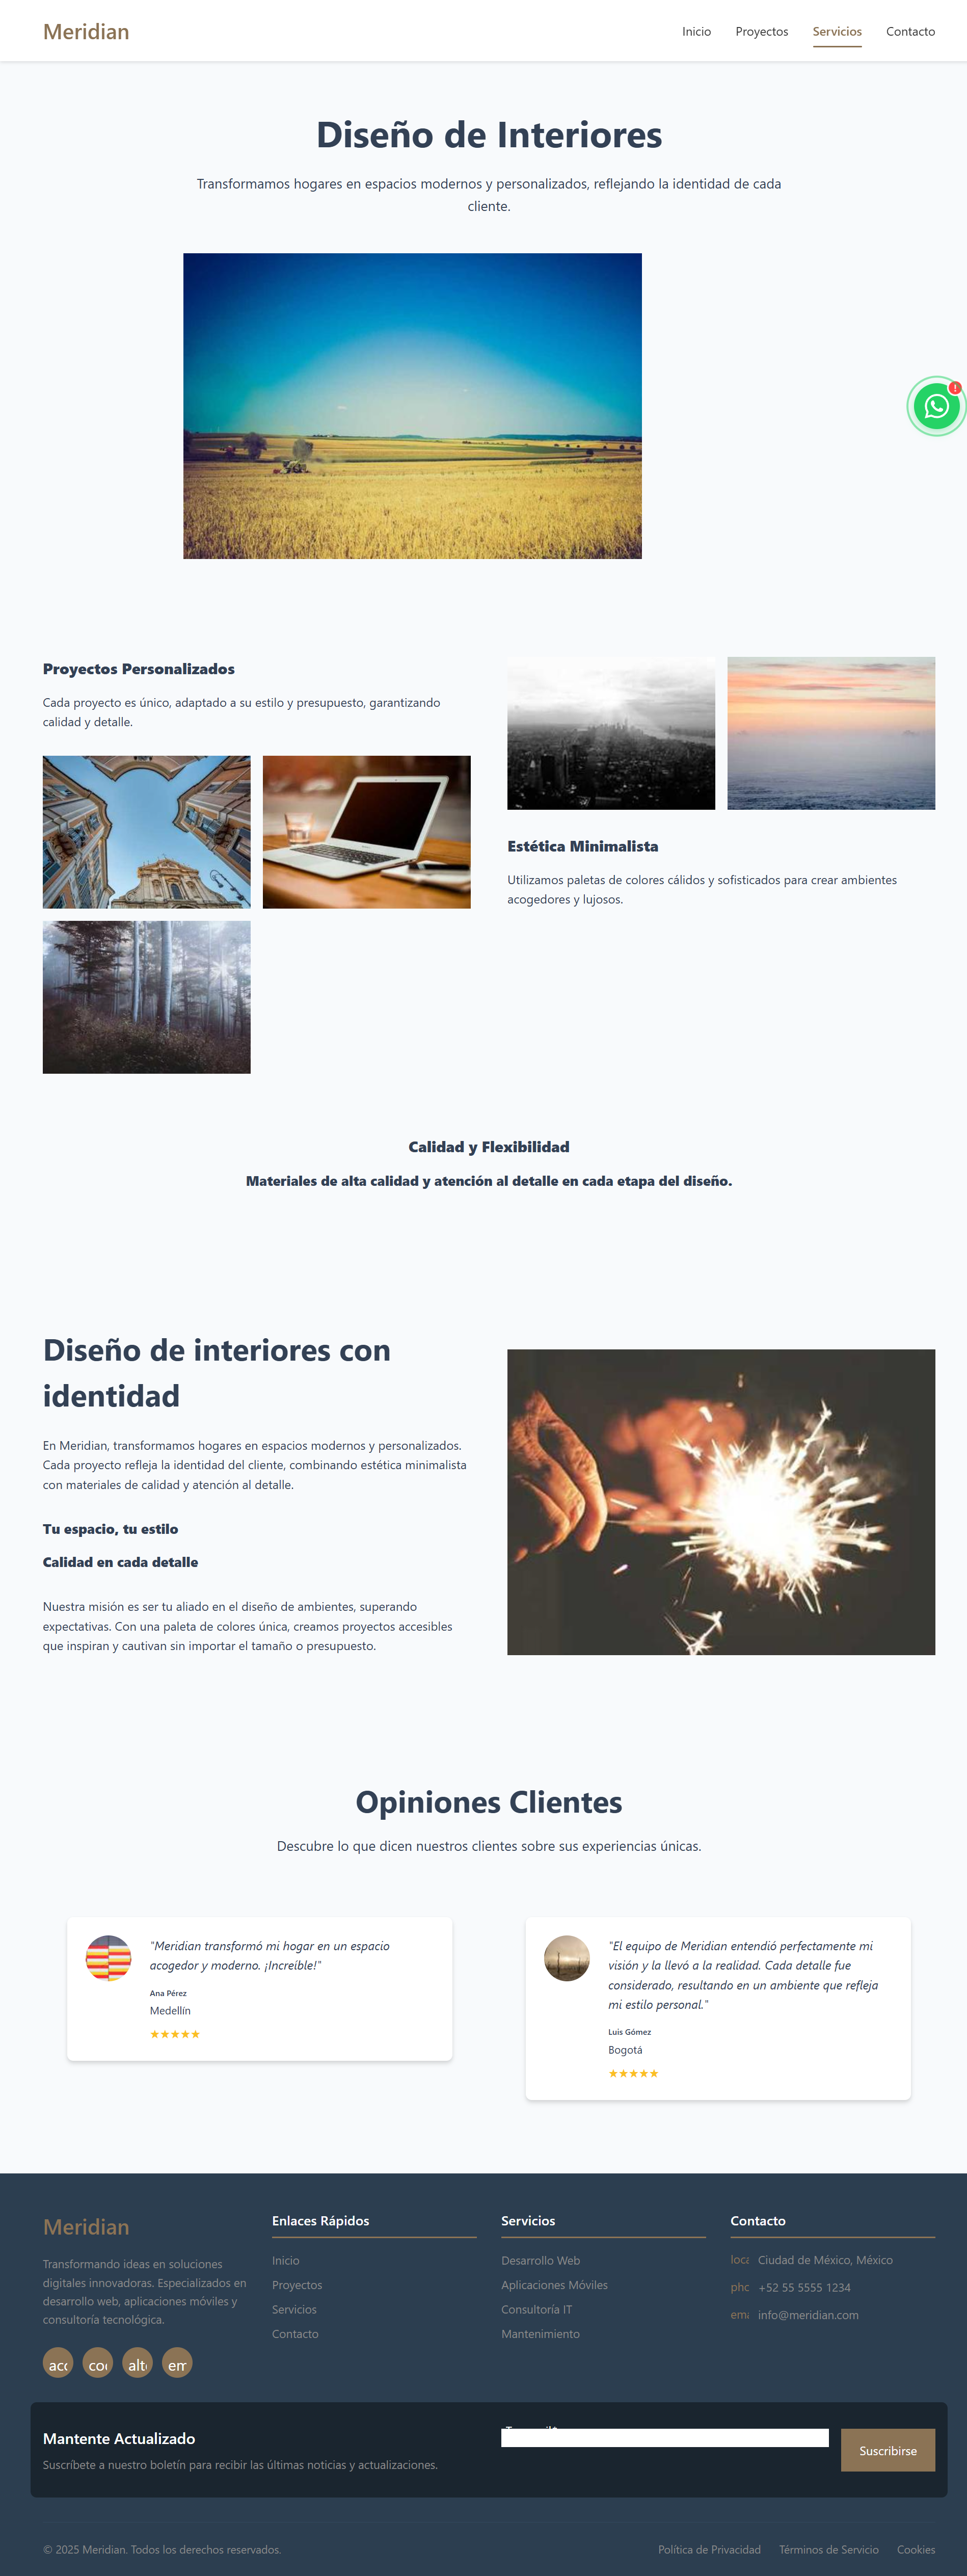 Meridian
Inicio
Proyectos
Servicios
Contacto
Diseño de Interiores
Transformamos hogares en espacios modernos y personalizados, reflejando la identidad de cada
cliente.
!
Proyectos Personalizados
Cada proyecto es único, adaptado a su estilo y presupuesto, garantizando
calidad y detalle.
Estética Minimalista
Utilizamos paletas de colores cálidos y sofisticados para crear ambientes
acogedores y lujosos.
Calidad y Flexibilidad
Materiales de alta calidad y atención al detalle en cada etapa del diseño.
Diseño de interiores con
identidad
En Meridian, transformamos hogares en espacios modernos y personalizados.
Cada proyecto refleja la identidad del cliente, combinando estética minimalista
con materiales de calidad y atención al detalle.
Tu espacio, tu estilo
Calidad en cada detalle
Nuestra misión es ser tu aliado en el diseño de ambientes, superando
expectativas. Con una paleta de colores única, creamos proyectos accesibles
que inspiran y cautivan sin importar el tamaño o presupuesto.
Opiniones Clientes
Descubre lo que dicen nuestros clientes sobre sus experiencias únicas.
"Meridian transformó mi hogar en un espacio
acogedor y moderno. ¡Increíble!"
Ana Pérez
Medellín
★★★★★
"El equipo de Meridian entendió perfectamente mi
visión y la llevó a la realidad. Cada detalle fue
considerado, resultando en un ambiente que refleja
mi estilo personal."
Luis Gómez
Bogotá
★★★★★
Meridian
Transformando ideas en soluciones
digitales innovadoras. Especializados en
desarrollo web, aplicaciones móviles y
consultoría tecnológica.
Enlaces Rápidos
Inicio
Proyectos
Servicios
Contacto
Servicios
Desarrollo Web
Aplicaciones Móviles
Consultoría IT
Mantenimiento
Contacto
Ciudad de México, México
+52 55 5555 1234
info@meridian.com
Mantente Actualizado
Suscríbete a nuestro boletín para recibir las últimas noticias y actualizaciones.
Suscribirse
© 2025 Meridian. Todos los derechos reservados.
Política de Privacidad
Términos de Servicio
Cookies